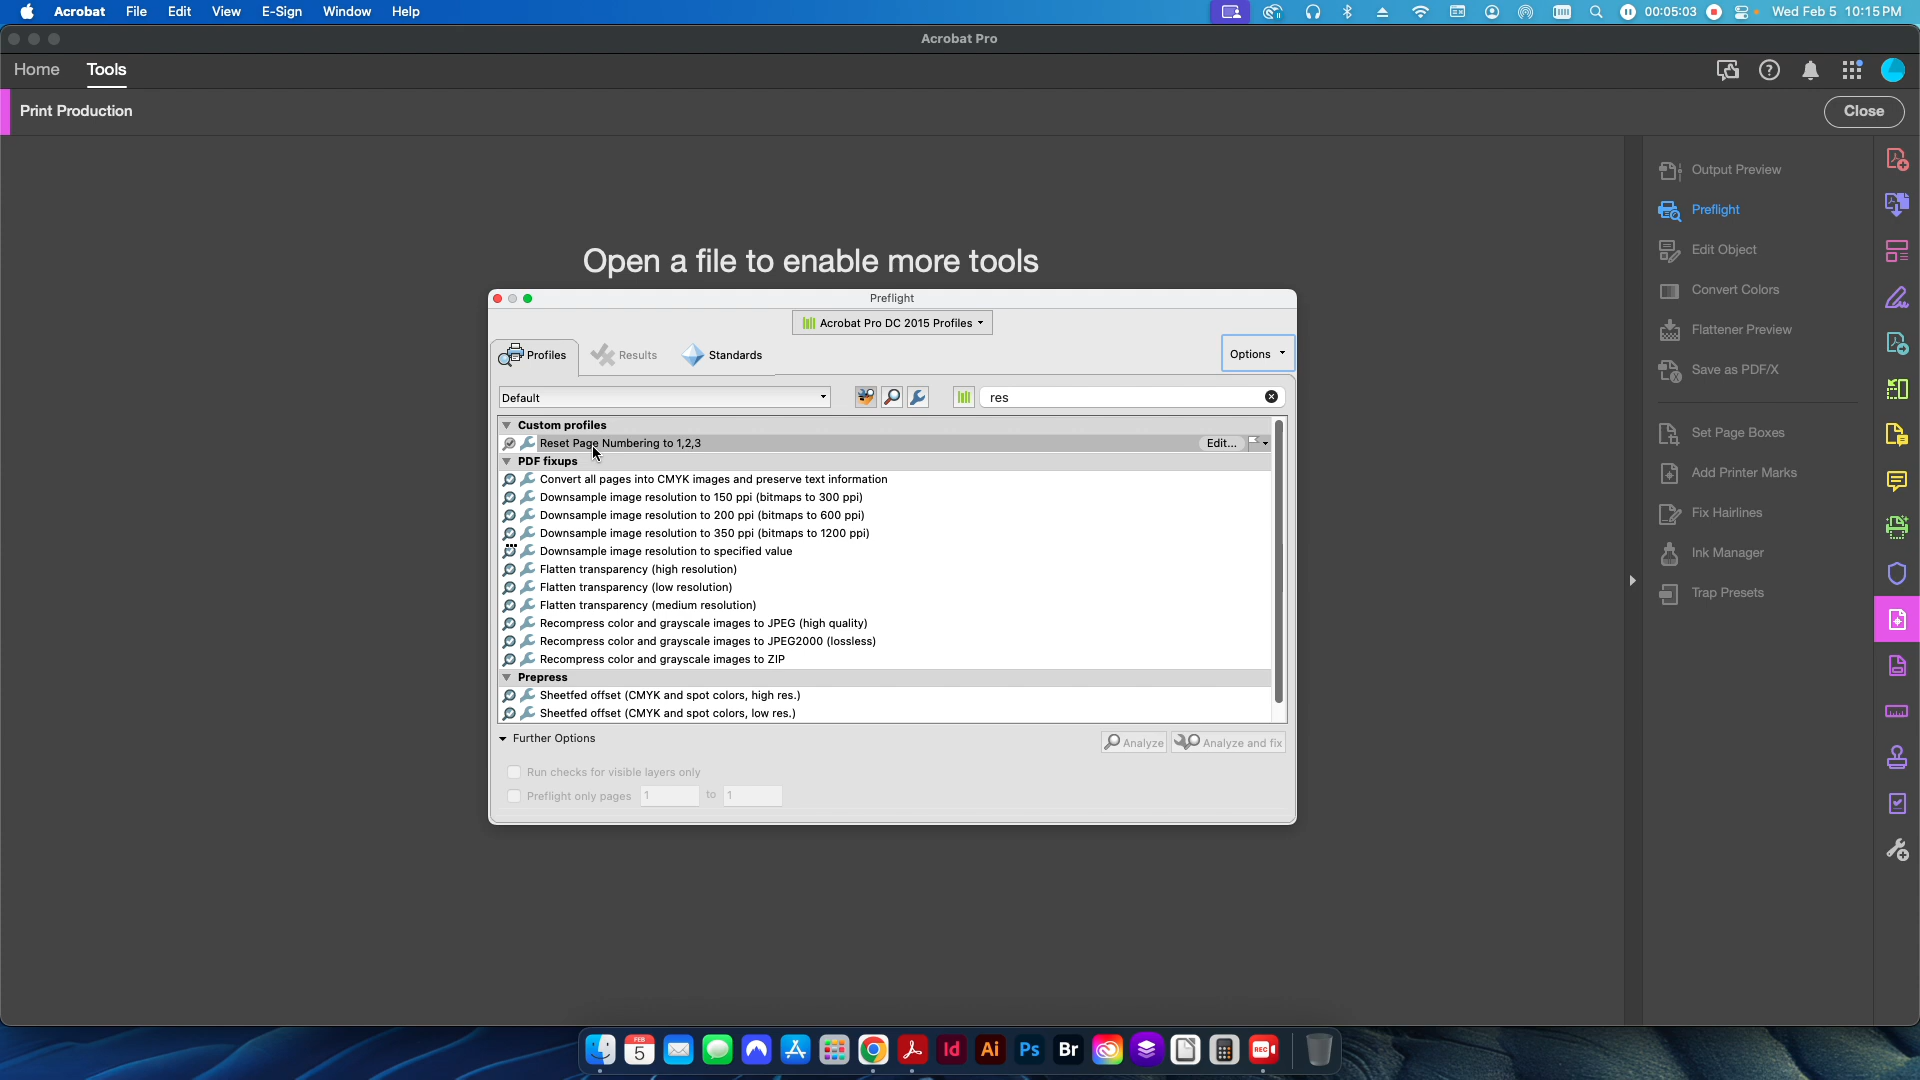 Acrobat File Edit View E-Sign Window Help 00:05:03 Wed Feb 5 10:15 PM
Acrobat Pro
Home Tools
Print Production Close
Output Preview
Preflight
Edit Object
Convert Colors
Flattener Preview
Save as PDF/X
Set Page Boxes
Add Printer Marks
Fix Hairlines
Ink Manager
Trap Presets
Open a file to enable more tools
Preflight
Acrobat Pro DC 2015 Profiles
Profiles Results Standards Options
Default res
Custom profiles
Reset Page Numbering to 1,2,3 Edit...
PDF fixups
Convert all pages into CMYK images and preserve text information
Downsample image resolution to 150 ppi (bitmaps to 300 ppi)
Downsample image resolution to 200 ppi (bitmaps to 600 ppi)
Downsample image resolution to 350 ppi (bitmaps to 1200 ppi)
Downsample image resolution to specified value
Flatten transparency (high resolution)
Flatten transparency (low resolution)
Flatten transparency (medium resolution)
Recompress color and grayscale images to JPEG (high quality)
Recompress color and grayscale images to JPEG2000 (lossless)
Recompress color and grayscale images to ZIP
Prepress
Sheetfed offset (CMYK and spot colors, high res.)
Sheetfed offset (CMYK and spot colors, low res.)
Further Options Analyze Analyze and fix
Run checks for visible layers only
Preflight only pages 1 to 1
FEB
5 Id Ai Ps Br REC